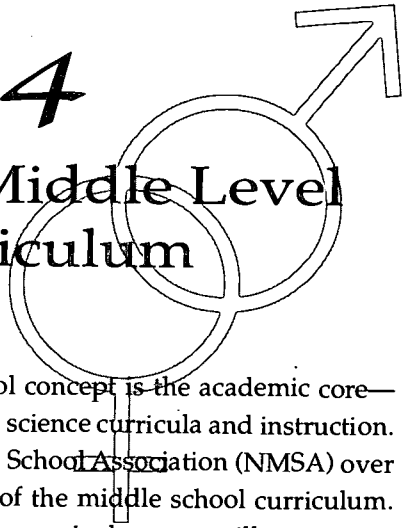 4
Middle Level
iculum
ol concept is the academic core—
science curricula and instruction.
School Association (NMSA) over
of the middle school curriculum.